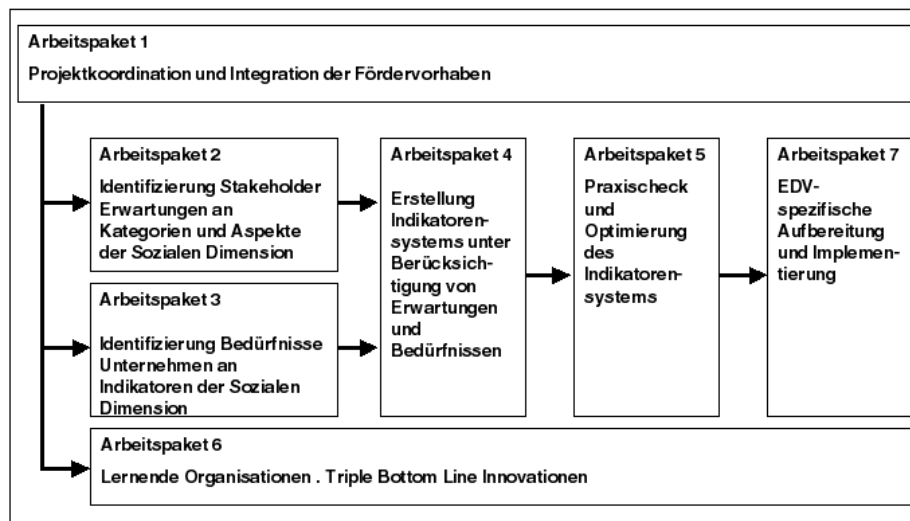 Arbeitspaket 1
Projektkoordination und Integration der Fördervorhaben
Arbeitspaket 2
Identifizierung Stakeholder
Erwartungen an
Kategorien und Aspekte
der Sozialen Dimension
Arbeitspaket 3
Identifizierung Bedürfnisse
Unternehmen an
Indikatoren der Sozialen
Dimension
Arbeitspaket 4
Erstellung
Indikatoren-
systems unter
Berücksich-
tigung von
Erwartungen
und
Bedürfnissen
Arbeitspaket 5
Praxischeck
und
Optimierung
des
Indikatoren-
systems
Arbeitspaket 7
EDV-
spezifische
Aufbereitung
und Implemen-
tierung
Arbeitspaket 6
Lernende Organisationen . Triple Bottom Line Innovationen